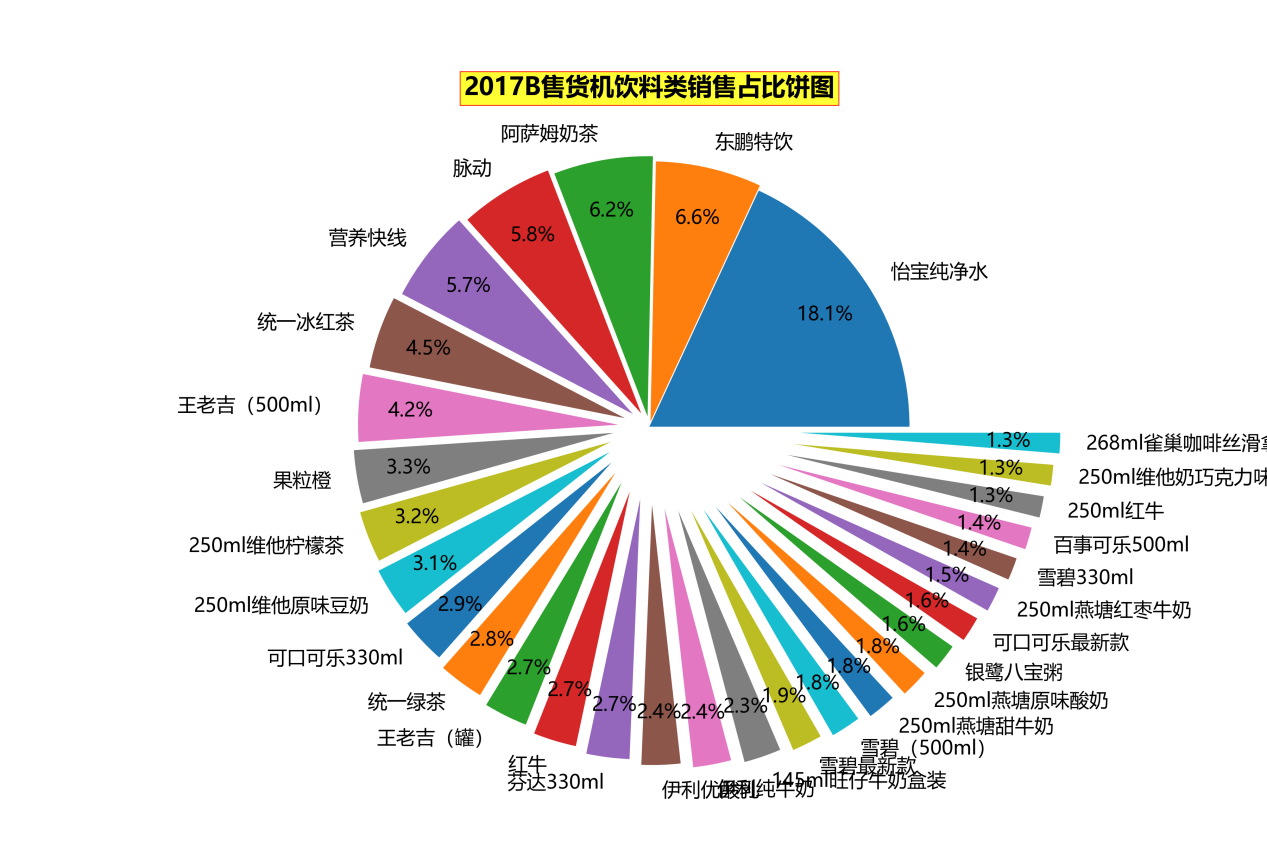 2017B售货机饮料类销售占比饼图
怡宝纯净水
18.1%
东鹏特饮
6.6%
阿萨姆奶茶
6.2%
脉动
5.8%
营养快线
5.7%
统一冰红茶
4.5%
王老吉（500ml）
4.2%
果粒橙
3.3%
250ml维他柠檬茶
3.2%
250ml维他原味豆奶
3.1%
可口可乐330ml
2.9%
统一绿茶
2.8%
王老吉（罐）
2.7%
红牛
2.7%
芬达330ml
2.7%
2.4%
伊利优酸乳
2.4%
伊利纯牛奶
2.3%
145ml旺仔牛奶盒装
1.9%
雪碧最新款
1.8%
雪碧（500ml）
1.8%
250ml燕塘甜牛奶
1.8%
250ml燕塘原味酸奶
1.6%
银鹭八宝粥
1.6%
可口可乐最新款
1.5%
250ml燕塘红枣牛奶
1.4%
雪碧330ml
1.4%
百事可乐500ml
1.3%
250ml红牛
1.3%
250ml维他奶巧克力味
1.3%
268ml雀巢咖啡丝滑